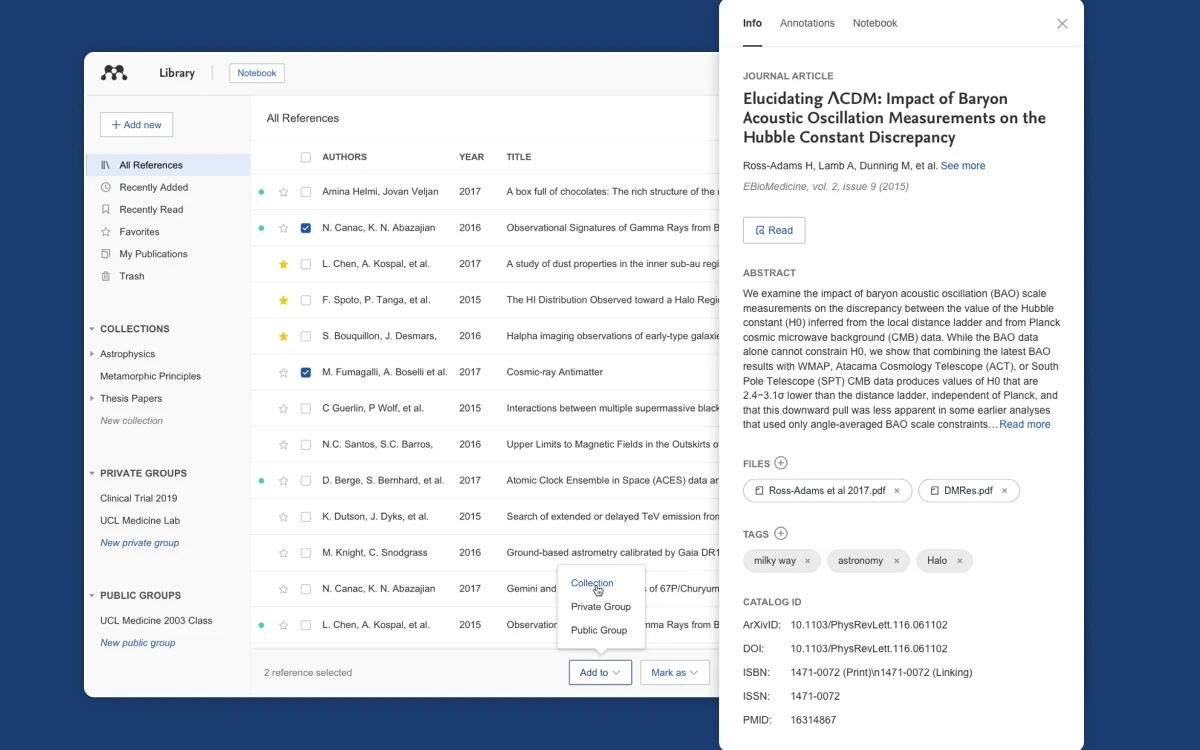 Library
Notebook
+ Add new
All References
Recently Added
Recently Read
Favorites
My Publications
Trash
COLLECTIONS
Astrophysics
Metamorphic Principles
Thesis Papers
New collection
PRIVATE GROUPS
Clinical Trial 2019
UCL Medicine Lab
New private group
PUBLIC GROUPS
UCL Medicine 2003 Class
New public group
All References
AUTHORS YEAR TITLE
Amina Helmi, Jovan Veljan 2017 A box full of chocolates: The rich structure of the
N. Canac, K. N. Abazajian 2016 Observational Signatures of Gamma Rays from
L. Chen, A. Kospal, et al. 2017 A study of dust properties in the inner sub-au regi
F. Spoto, P. Tanga, et al. 2015 The HI Distribution Observed toward a Halo Regi
S. Bouquillon, J. Desmars, 2016 Halpha imaging observations of early-type galaxie
M. Fumagalli, A. Boselli et al. 2017 Cosmic-ray Antimatter
C Guerlin, P Wolf, et al. 2015 Interactions between multiple supermassive black
N.C. Santos, S.C. Barros, 2016 Upper Limits to Magnetic Fields in the Outskirts o
D. Berge, S. Bernhard, et al. 2017 Atomic Clock Ensemble in Space (ACES) data an
K. Dutson, J. Dyks, et al. 2015 Search of extended or delayed TeV emission from
M. Knight, C. Snodgrass 2016 Ground-based astrometry calibrated by Gaia DR1
N. Canac, K. N. Abazajian 2017 Gemini and s of 67P/Churyum
L. Chen, A. Kospal, et al. 2015 Observation mma Rays from B
Collection
Private Group
Public Group
2 reference selected
Add to
Mark as
Info Annotations Notebook
JOURNAL ARTICLE
Elucidating ΛCDM: Impact of Baryon
Acoustic Oscillation Measurements on the
Hubble Constant Discrepancy
Ross-Adams H, Lamb A, Dunning M, et al. See more
EBioMedicine, vol. 2, issue 9 (2015)
Read
ABSTRACT
We examine the impact of baryon acoustic oscillation (BAO) scale
measurements on the discrepancy between the value of the Hubble
constant (H0) inferred from the local distance ladder and from Planck
cosmic microwave background (CMB) data. While the BAO data
alone cannot constrain H0, we show that combining the latest BAO
results with WMAP, Atacama Cosmology Telescope (ACT), or South
Pole Telescope (SPT) CMB data produces values of H0 that are
2.4−3.1σ lower than the distance ladder, independent of Planck, and
that this downward pull was less apparent in some earlier analyses
that used only angle-averaged BAO scale constraints…Read more
FILES
Ross-Adams et al 2017.pdf × DMRes.pdf ×
TAGS
milky way × astronomy × Halo ×
CATALOG ID
ArXivID: 10.1103/PhysRevLett.116.061102
DOI: 10.1103/PhysRevLett.116.061102
ISBN: 1471-0072 (Print)\n1471-0072 (Linking)
ISSN: 1471-0072
PMID: 16314867